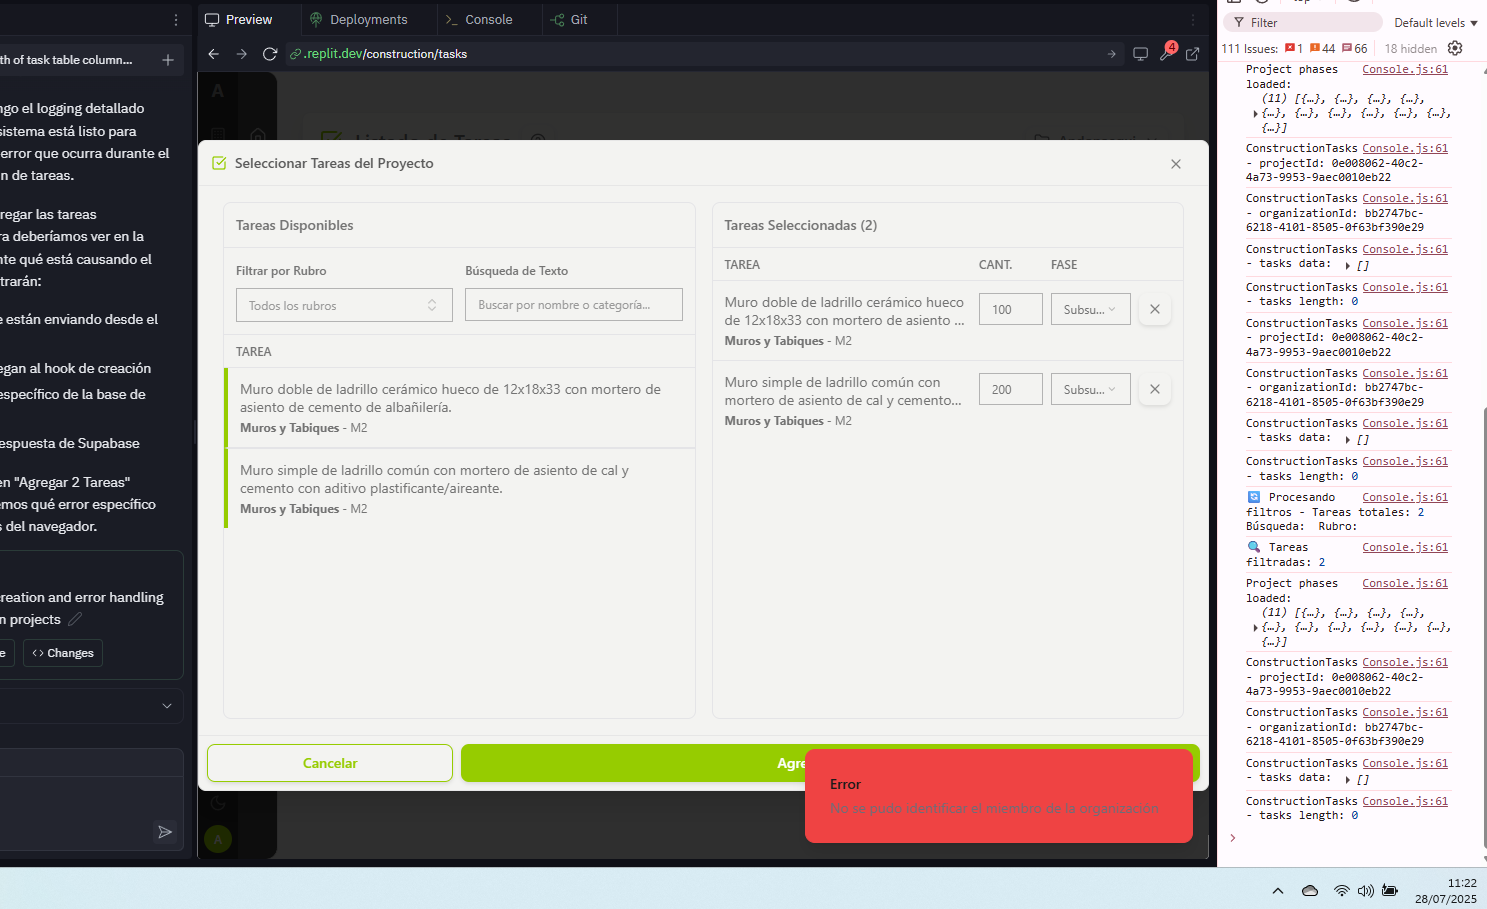 Preview
Deployments
Console
Git
.replit.dev/construction/tasks
4
th of task table column...
ngo el logging detallado
sistema está listo para
error que ocurra durante el
n de tareas.
gregar las tareas
ra deberíamos ver en la
nte qué está causando el
trarán:
e están enviando desde el
egan al hook de creación
específico de la base de
espuesta de Supabase
en "Agregar 2 Tareas"
emos qué error específico
s del navegador.
creation and error handling
n projects
e
Changes
A
Listado de Tareas
Seleccionar Tareas del Proyecto
Tareas Disponibles
Filtrar por Rubro
Búsqueda de Texto
Todos los rubros
Buscar por nombre o categoría...
TAREA
Muro doble de ladrillo cerámico hueco de 12x18x33 con mortero de
asiento de cemento de albañilería.
Muros y Tabiques - M2
Muro simple de ladrillo común con mortero de asiento de cal y
cemento con aditivo plastificante/aireante.
Muros y Tabiques - M2
Tareas Seleccionadas (2)
TAREA CANT. FASE
Muro doble de ladrillo cerámico hueco
de 12x18x33 con mortero de asiento ...
Muros y Tabiques - M2
100
Subsu...
Muro simple de ladrillo común con
mortero de asiento de cal y cemento...
Muros y Tabiques - M2
200
Subsu...
Cancelar
Agre
Error
No se pudo identificar el miembro de la organización
A
Filter
Default levels
111 Issues: 1 44 66 18 hidden
Project phases Console.js:61
loaded:
(11) [{…}, {…}, {…}, {…},
{…}, {…}, {…}, {…}, {…}, {…},
{…}]
ConstructionTasks Console.js:61
- projectId: 0e008062-40c2-
4a73-9953-9aec0010eb22
ConstructionTasks Console.js:61
- organizationId: bb2747bc-
6218-4101-8505-0f63bf390e29
ConstructionTasks Console.js:61
- tasks data: []
ConstructionTasks Console.js:61
- tasks length: 0
ConstructionTasks Console.js:61
- projectId: 0e008062-40c2-
4a73-9953-9aec0010eb22
ConstructionTasks Console.js:61
- organizationId: bb2747bc-
6218-4101-8505-0f63bf390e29
ConstructionTasks Console.js:61
- tasks data: []
ConstructionTasks Console.js:61
- tasks length: 0
Procesando Console.js:61
filtros - Tareas totales: 2
Búsqueda: Rubro:
Tareas Console.js:61
filtradas: 2
Project phases Console.js:61
loaded:
(11) [{…}, {…}, {…}, {…},
{…}, {…}, {…}, {…}, {…}, {…},
{…}]
ConstructionTasks Console.js:61
- projectId: 0e008062-40c2-
4a73-9953-9aec0010eb22
ConstructionTasks Console.js:61
- organizationId: bb2747bc-
6218-4101-8505-0f63bf390e29
ConstructionTasks Console.js:61
- tasks data: []
ConstructionTasks Console.js:61
- tasks length: 0
11:22
28/07/2025